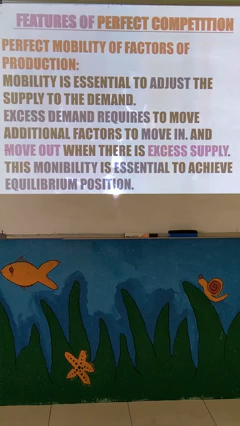 FEATURES OF PERFECT COMPETITION
PERFECT MOBILITY OF FACTORS OF
PRODUCTION:
MOBILITY IS ESSENTIAL TO ADJUST THE
SUPPLY TO THE DEMAND.
EXCESS DEMAND REQUIRES TO MOVE
ADDITIONAL FACTORS TO MOVE IN. AND
MOVE OUT WHEN THERE IS EXCESS SUPPLY.
THIS MONIBILITY IS ESSENTIAL TO ACHIEVE
EQUILIBRIUM POSITION.